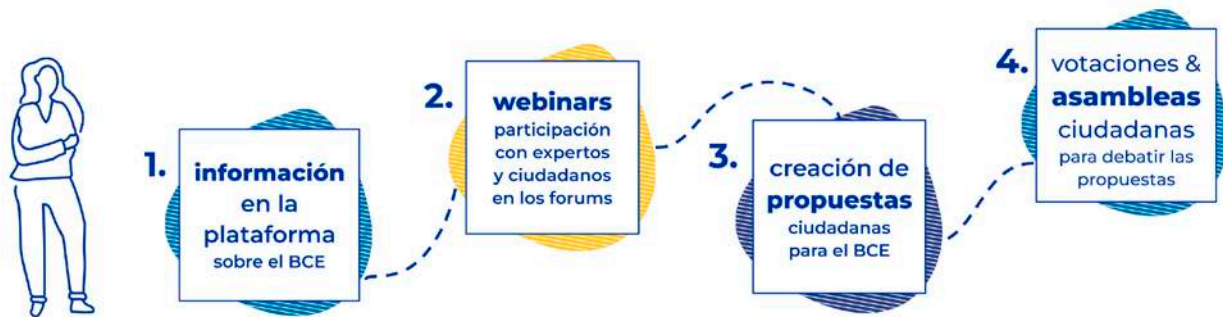 1.
información
en la
plataforma
sobre el BCE
2.
webinars
participación
con expertos
y ciudadanos
en los forums
3.
creación de
propuestas
ciudadanas
para el BCE
4.
votaciones &
asambleas
ciudadanas
para debatir las
propuestas